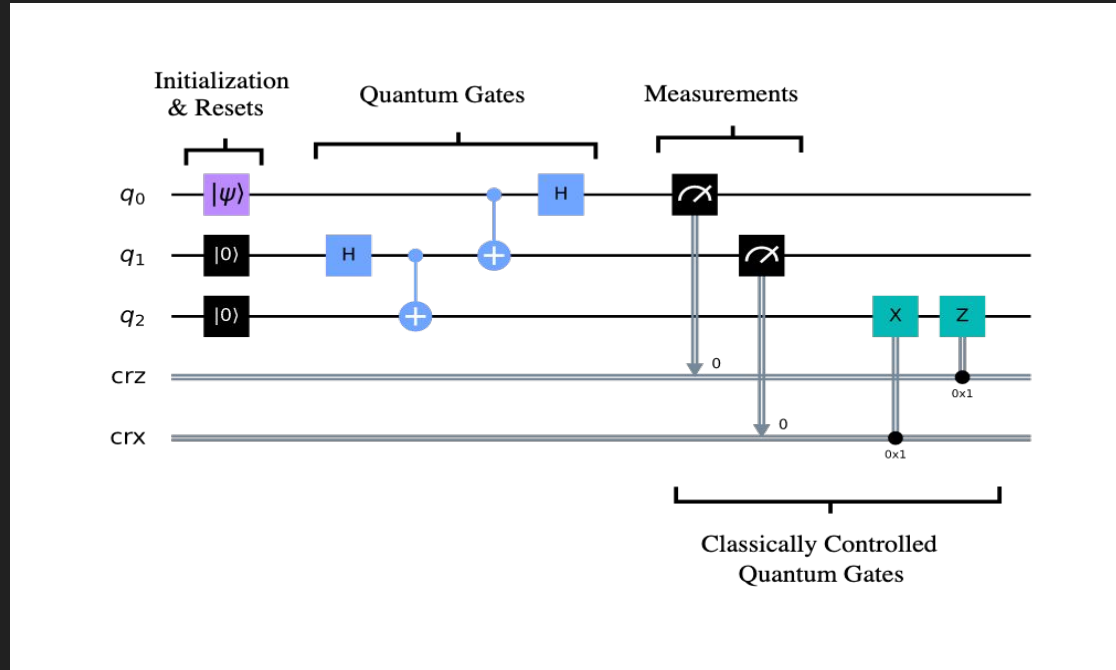 Initialization
& Resets
Quantum Gates
Measurements
q₀ |ψ⟩ H
q₁ |0⟩ H
q₂ |0⟩ X Z
crz 0
0x1
crx 0
0x1
Classically Controlled
Quantum Gates